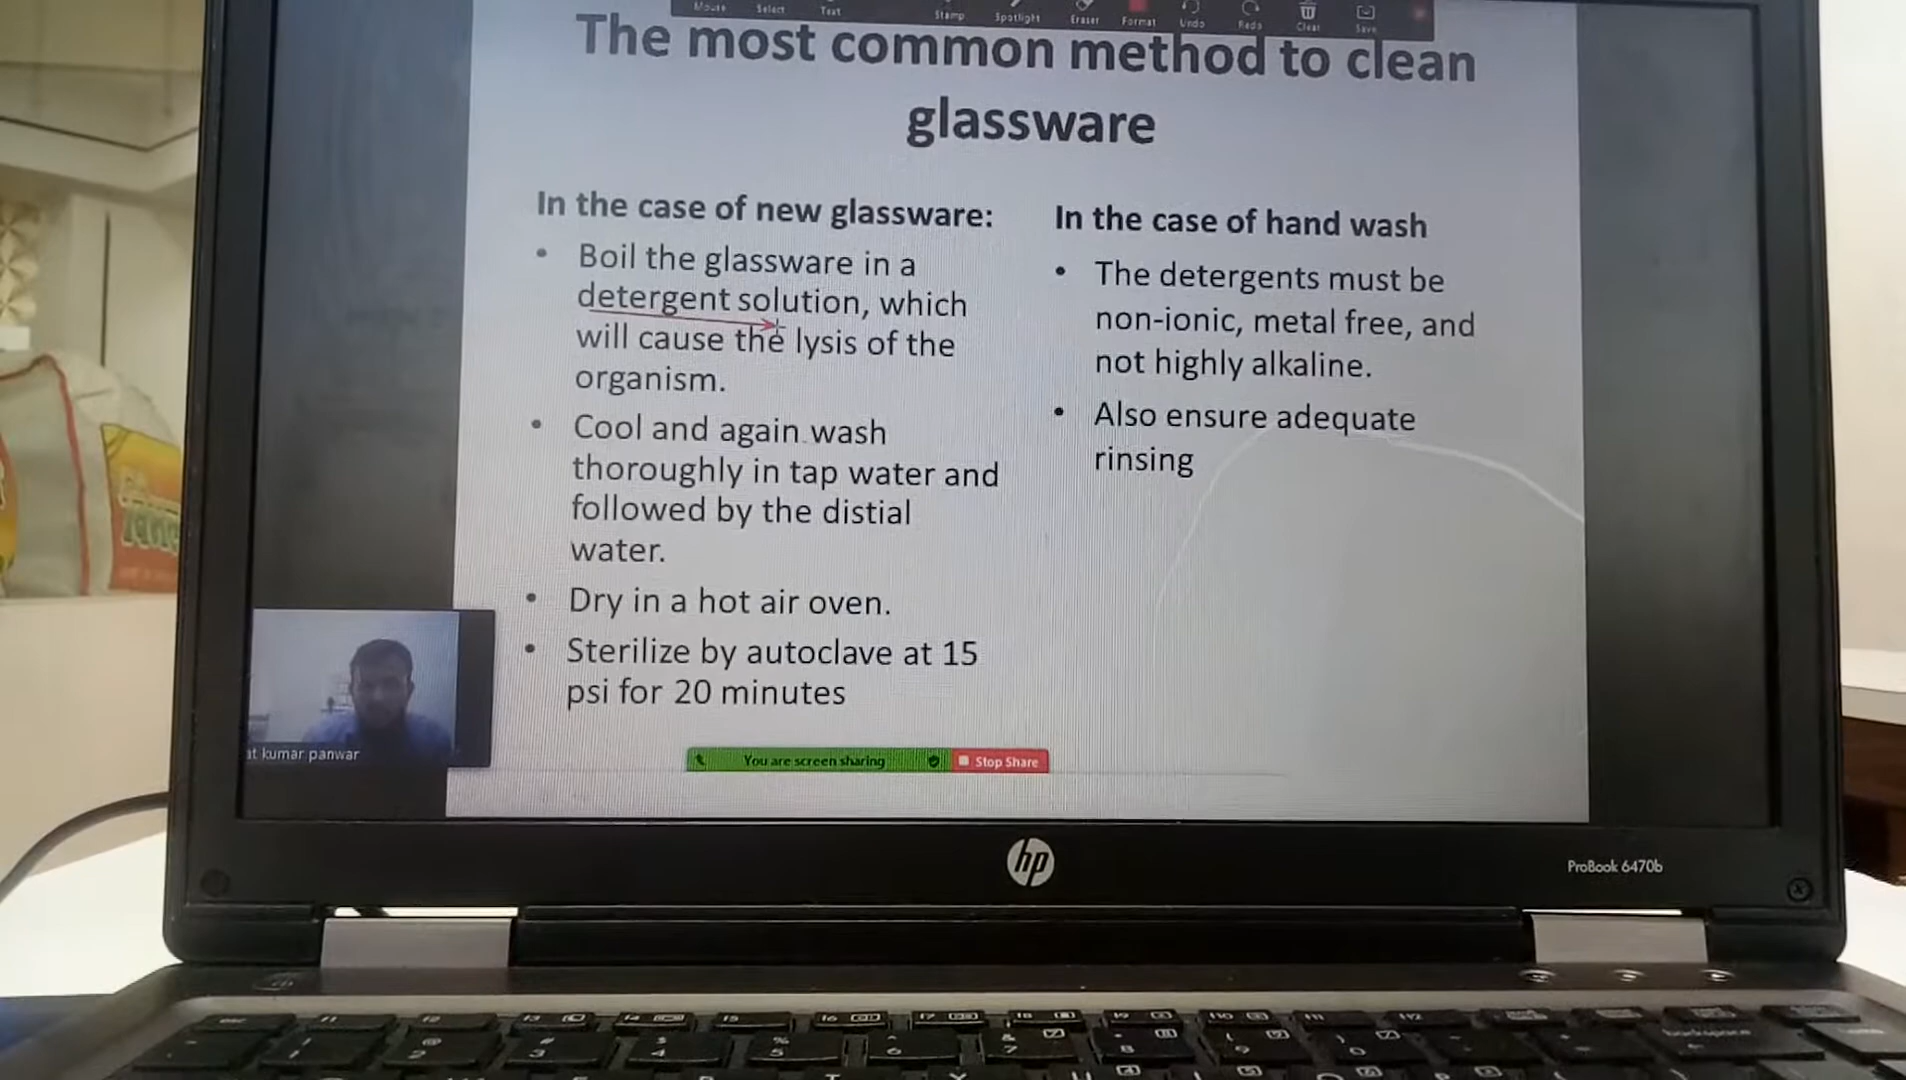 Mouse Select Text Stamp Spotlight Eraser Format Undo Redo Clear Save
The most common method to clean
glassware
In the case of new glassware:
• Boil the glassware in a
detergent solution, which
will cause the lysis of the
organism.
• Cool and again wash
thoroughly in tap water and
followed by the distial
water.
• Dry in a hot air oven.
• Sterilize by autoclave at 15
psi for 20 minutes
In the case of hand wash
• The detergents must be
non-ionic, metal free, and
not highly alkaline.
• Also ensure adequate
rinsing
at kumar panwar
You are screen sharing Stop Share
hp
ProBook 6470b